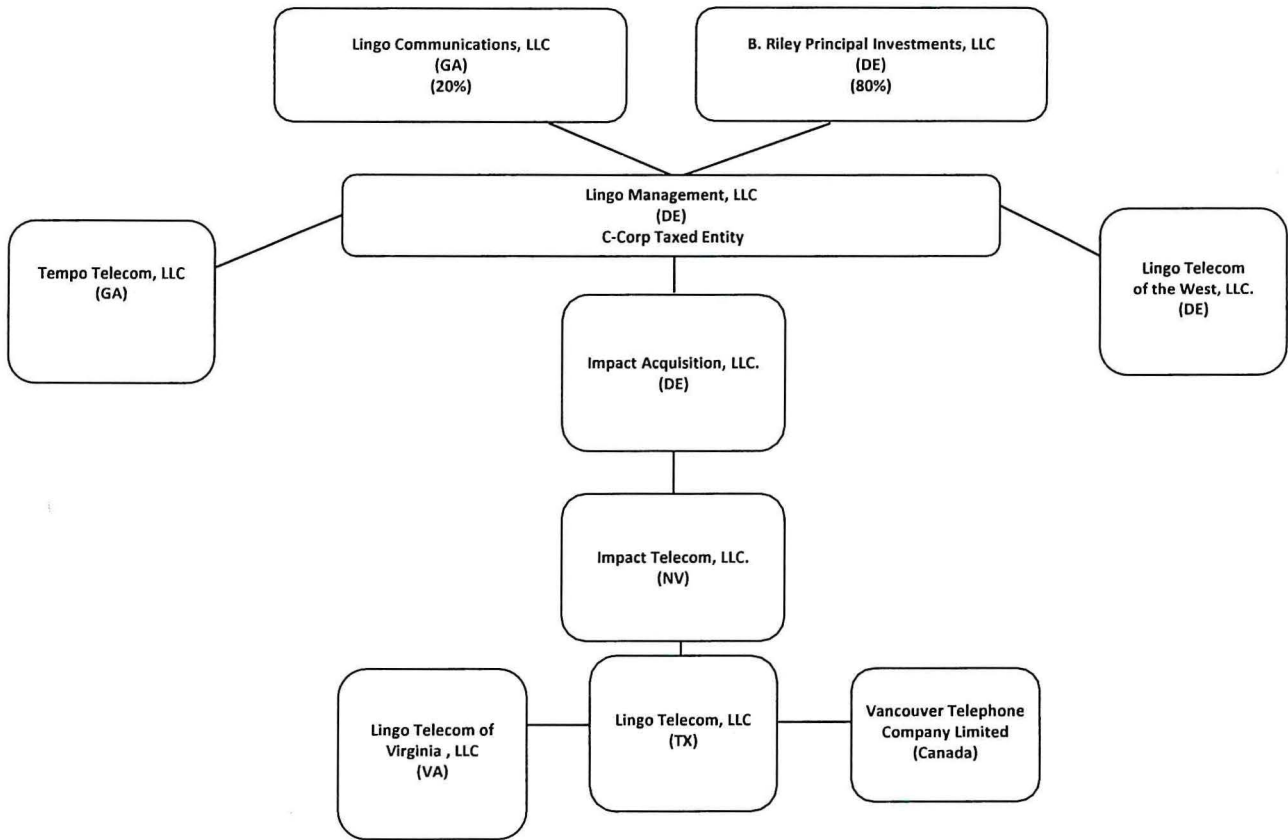 Lingo Communications, LLC
(GA)
(20%)
B. Riley Principal Investments, LLC
(DE)
(80%)
Lingo Management, LLC
(DE)
C-Corp Taxed Entity
Tempo Telecom, LLC
(GA)
Lingo Telecom
of the West, LLC.
(DE)
Impact Acquisition, LLC.
(DE)
Impact Telecom, LLC.
(NV)
Lingo Telecom of
Virginia , LLC
(VA)
Lingo Telecom, LLC
(TX)
Vancouver Telephone
Company Limited
(Canada)